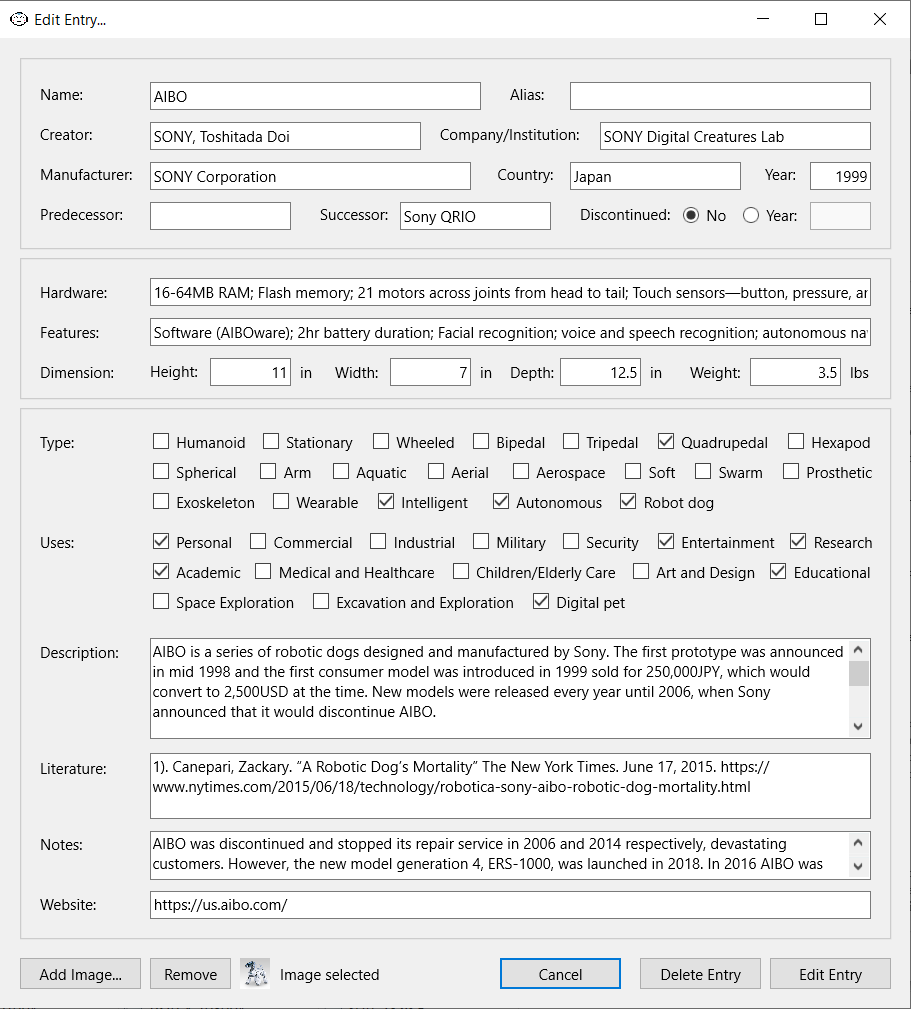 Edit Entry...
Name: AIBO Alias:
Creator: SONY, Toshitada Doi Company/Institution: SONY Digital Creatures Lab
Manufacturer: SONY Corporation Country: Japan Year: 1999
Predecessor: Successor: Sony QRIO Discontinued: No Year:
Hardware: 16-64MB RAM; Flash memory; 21 motors across joints from head to tail; Touch sensors—button, pressure,
Features: Software (AIBOware); 2hr battery duration; Facial recognition; voice and speech recognition; autonomous
Dimension: Height: 11 in Width: 7 in Depth: 12.5 in Weight: 3.5 lbs
Type: Humanoid Stationary Wheeled Bipedal Tripedal Quadrupedal Hexapod
Spherical Arm Aquatic Aerial Aerospace Soft Swarm Prosthetic
Exoskeleton Wearable Intelligent Autonomous Robot dog
Uses: Personal Commercial Industrial Military Security Entertainment Research
Academic Medical and Healthcare Children/Elderly Care Art and Design Educational
Space Exploration Excavation and Exploration Digital pet
Description: AIBO is a series of robotic dogs designed and manufactured by Sony. The first prototype was announced
in mid 1998 and the first consumer model was introduced in 1999 sold for 250,000JPY, which would
convert to 2,500USD at the time. New models were released every year until 2006, when Sony
announced that it would discontinue AIBO.
Literature: 1). Canepari, Zackary. “A Robotic Dog’s Mortality” The New York Times. June 17, 2015. https://
www.nytimes.com/2015/06/18/technology/robotica-sony-aibo-robotic-dog-mortality.html
Notes: AIBO was discontinued and stopped its repair service in 2006 and 2014 respectively, devastating
customers. However, the new model generation 4, ERS-1000, was launched in 2018. In 2016 AIBO was
Website: https://us.aibo.com/
Add Image... Remove Image selected Cancel Delete Entry Edit Entry